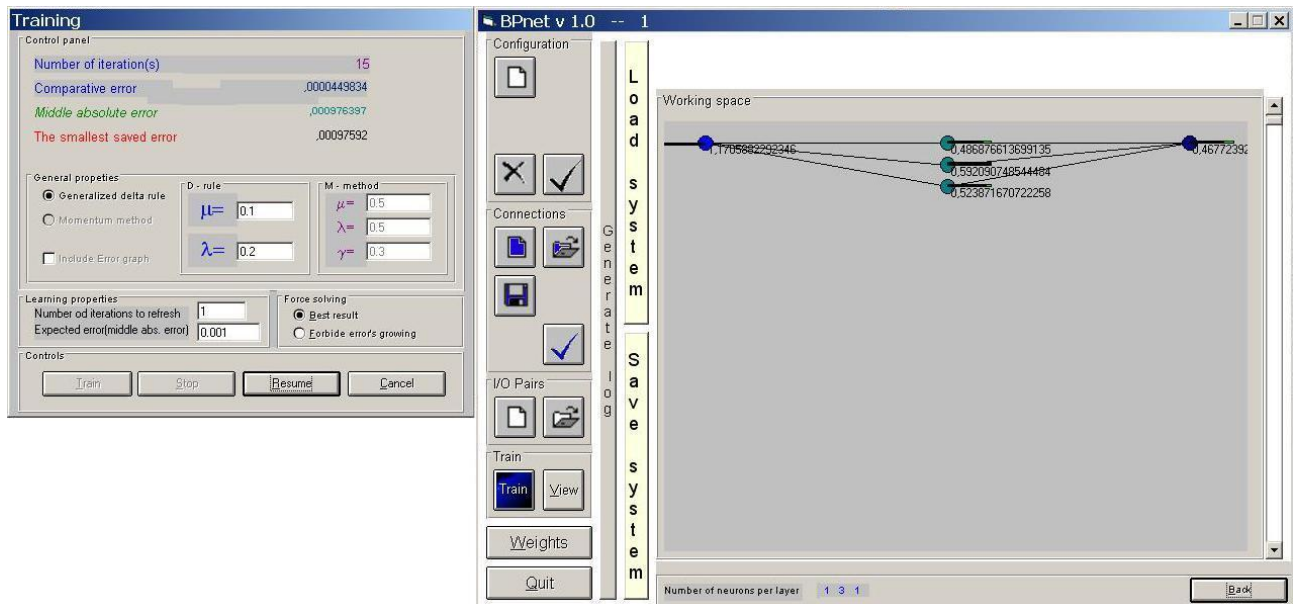 Training
Control panel
Number of iteration(s) 15
Comparative error ,0000449834
Middle absolute error ,000976397
The smallest saved error ,00097592
General propeties
Generalized delta rule
Momentum method
Include Error graph
D - rule
μ= 0.1
λ= 0.2
M - method
μ= 0.5
λ= 0.5
γ= 0.3
Learning properties
Number od iterations to refresh 1
Expected error(middle abs. error) 0.001
Force solving
Best result
Forbide error's growing
Controls
Train Stop Resume Cancel
BPnet v 1.0 -- 1
Configuration
Connections
I/O Pairs
Train
Train View
Weights
Quit
Generate log
Load system
Save system
Working space
1,1705882292346
0,486876613699135
0,592090748544484
0,523871670722258
0,46772392
Number of neurons per layer 1 3 1
Back